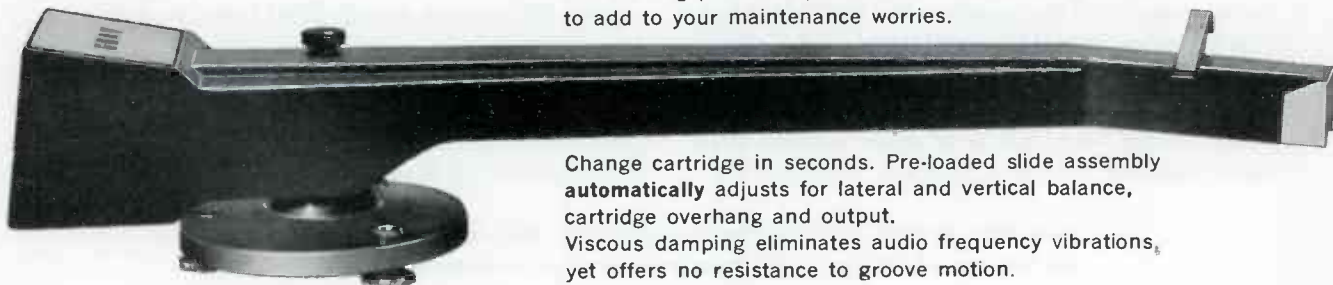 to add to your maintenance worries.
GRAY
Change cartridge in seconds. Pre-loaded slide assembly
automatically adjusts for lateral and vertical balance,
cartridge overhang and output.
Viscous damping eliminates audio frequency vibrations,
yet offers no resistance to groove motion.